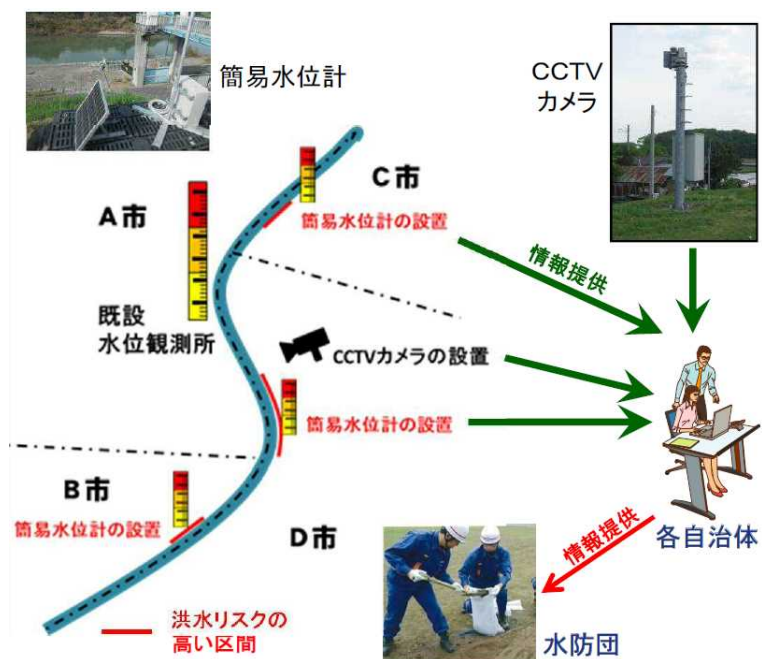 簡易水位計
CCTV
カメラ
C市
A市
簡易水位計の設置
情報提供
既設
水位観測所
CCTVカメラの設置
簡易水位計の設置
B市
簡易水位計の設置
D市
情報提供
各自治体
洪水リスクの
高い区間
水防団